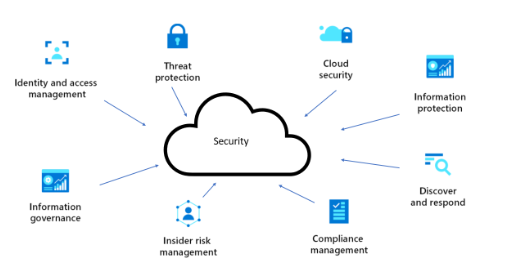 Threat
protection
Cloud
security
Identity and access
management
Information
protection
Security
Information
governance
Discover
and respond
Insider risk
management
Compliance
management